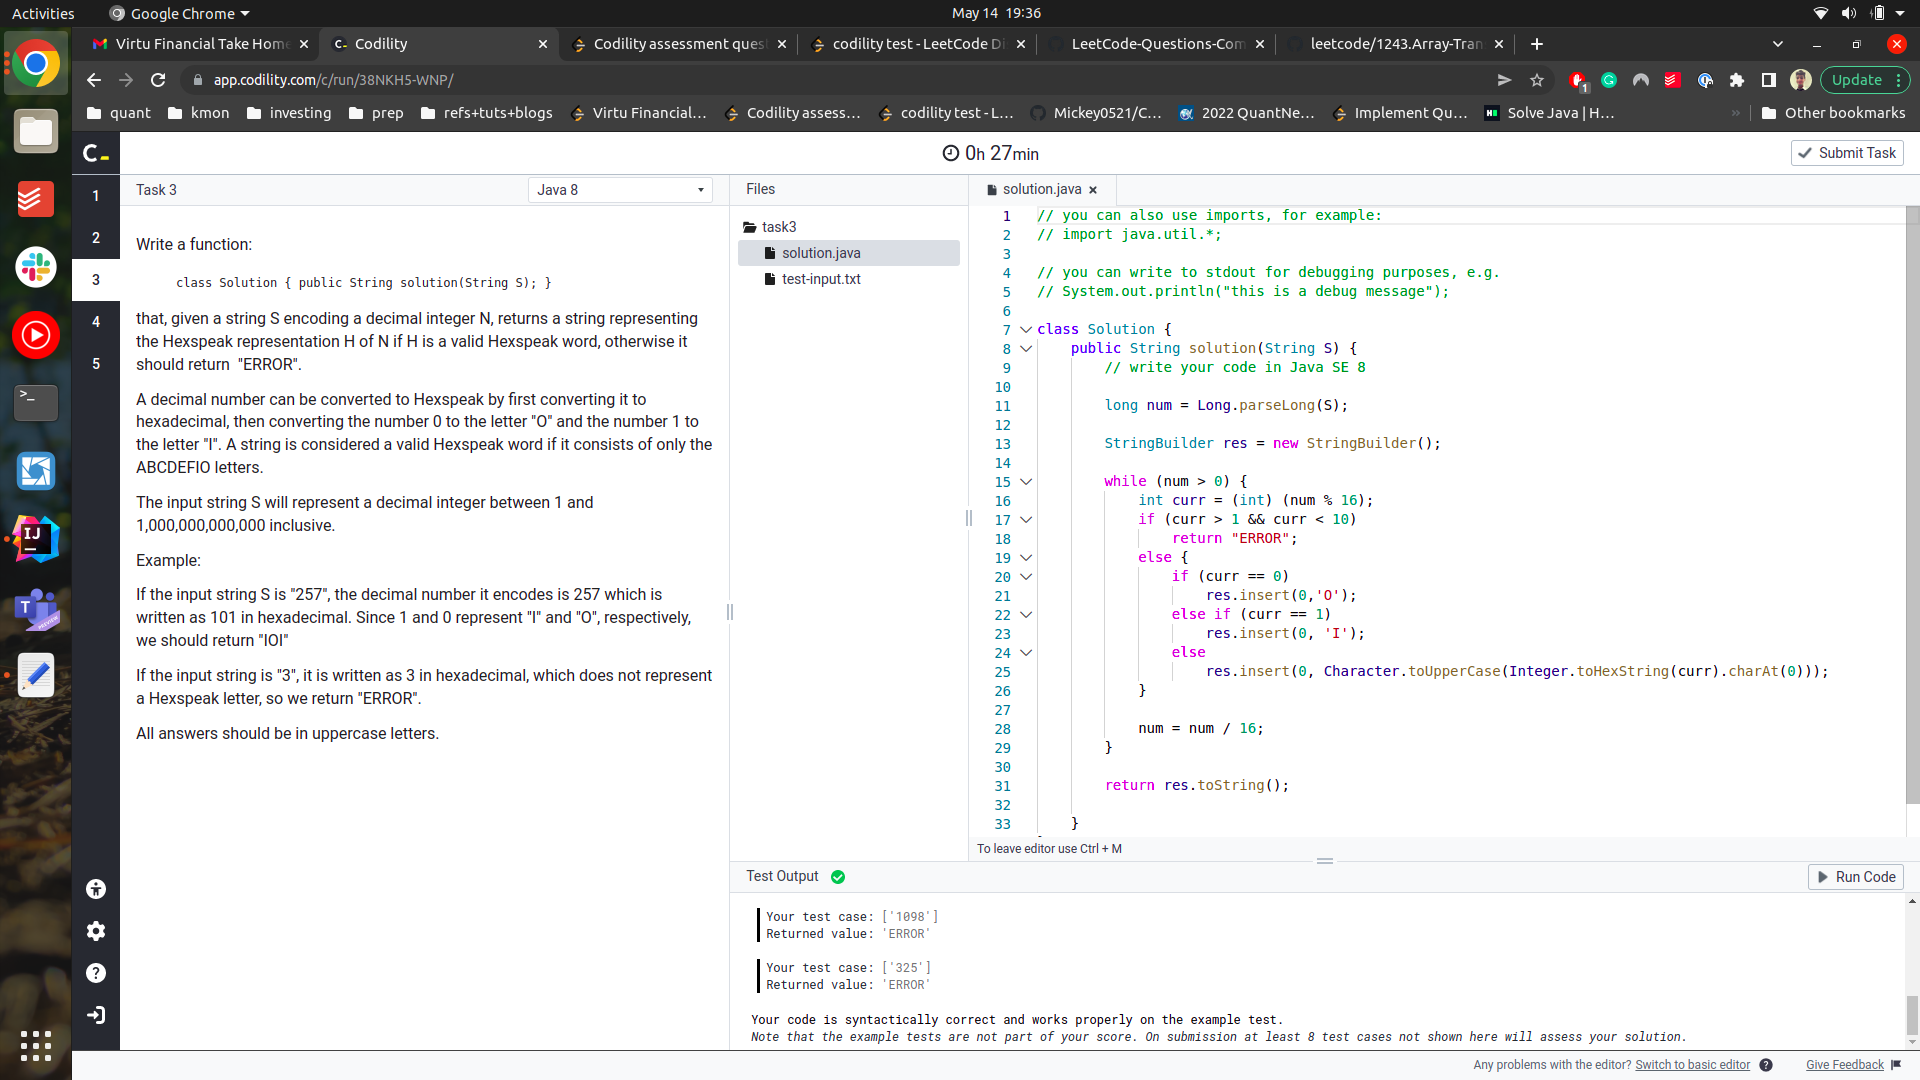 Activities
Google Chrome
May 14 19:36
Virtu Financial Take Home
Codility
Codility assessment ques
codility test - LeetCode Di
LeetCode-Questions-Com
leetcode/1243.Array-Tran
app.codility.com/c/run/38NKH5-WNP/
1
Update
quant
kmon
investing
prep
refs+tuts+blogs
Virtu Financial...
Codility assess...
codility test - L...
Mickey0521/C...
2022 QuantNe...
Implement Qu...
Solve Java | H...
»
Other bookmarks
C_
0h 27min
Submit Task
1
2
3
4
5
Task 3
Java 8
Write a function:
class Solution { public String solution(String S); }
that, given a string S encoding a decimal integer N, returns a string representing
the Hexspeak representation H of N if H is a valid Hexspeak word, otherwise it
should return "ERROR".
A decimal number can be converted to Hexspeak by first converting it to
hexadecimal, then converting the number 0 to the letter "O" and the number 1 to
the letter "I". A string is considered a valid Hexspeak word if it consists of only the
ABCDEFIO letters.
The input string S will represent a decimal integer between 1 and
1,000,000,000,000 inclusive.
Example:
If the input string S is "257", the decimal number it encodes is 257 which is
written as 101 in hexadecimal. Since 1 and 0 represent "I" and "O", respectively,
we should return "IOI"
If the input string is "3", it is written as 3 in hexadecimal, which does not represent
a Hexspeak letter, so we return "ERROR".
All answers should be in uppercase letters.
Files
task3
solution.java
test-input.txt
solution.java
1 // you can also use imports, for example:
2 // import java.util.*;
3
4 // you can write to stdout for debugging purposes, e.g.
5 // System.out.println("this is a debug message");
6
7 class Solution {
8 public String solution(String S) {
9 // write your code in Java SE 8
10
11 long num = Long.parseLong(S);
12
13 StringBuilder res = new StringBuilder();
14
15 while (num > 0) {
16 int curr = (int) (num % 16);
17 if (curr > 1 && curr < 10)
18 return "ERROR";
19 else {
20 if (curr == 0)
21 res.insert(0,'O');
22 else if (curr == 1)
23 res.insert(0, 'I');
24 else
25 res.insert(0, Character.toUpperCase(Integer.toHexString(curr).charAt(0)));
26 }
27
28 num = num / 16;
29 }
30
31 return res.toString();
32
33 }
To leave editor use Ctrl + M
Test Output
Run Code
Your test case: ['1098']
Returned value: 'ERROR'
Your test case: ['325']
Returned value: 'ERROR'
Your code is syntactically correct and works properly on the example test.
Note that the example tests are not part of your score. On submission at least 8 test cases not shown here will assess your solution.
Any problems with the editor? Switch to basic editor
Give Feedback